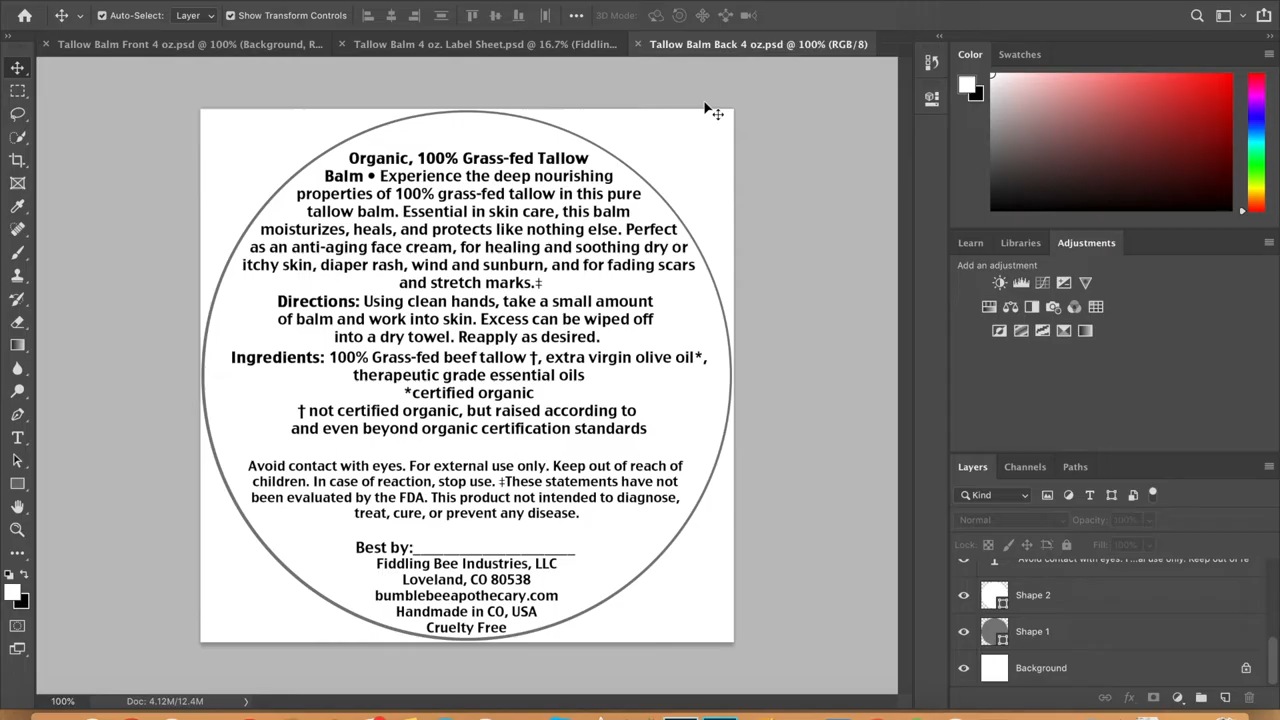 Auto-Select:
Layer
Show Transform Controls
3D Mode:
Tallow Balm Front 4 oz.psd @ 100% (Background, R...
Tallow Balm 4 oz. Label Sheet.psd @ 16.7% (Fiddlin...
Tallow Balm Back 4 oz.psd @ 100% (RGB/8)
Organic, 100% Grass-fed Tallow
Balm • Experience the deep nourishing
properties of 100% grass-fed tallow in this pure
tallow balm. Essential in skin care, this balm
moisturizes, heals, and protects like nothing else. Perfect
as an anti-aging face cream, for healing and soothing dry or
itchy skin, diaper rash, wind and sunburn, and for fading scars
and stretch marks.‡
Directions: Using clean hands, take a small amount
of balm and work into skin. Excess can be wiped off
into a dry towel. Reapply as desired.
Ingredients: 100% Grass-fed beef tallow †, extra virgin olive oil*,
therapeutic grade essential oils
*certified organic
† not certified organic, but raised according to
and even beyond organic certification standards
Avoid contact with eyes. For external use only. Keep out of reach of
children. In case of reaction, stop use. ‡These statements have not
been evaluated by the FDA. This product not intended to diagnose,
treat, cure, or prevent any disease.
Best by:____________________
Fiddling Bee Industries, LLC
Loveland, CO 80538
bumblebeeapothecary.com
Handmade in CO, USA
Cruelty Free
100%
Doc: 4.12M/12.4M
Color
Swatches
Learn
Libraries
Adjustments
Add an adjustment
Layers
Channels
Paths
Kind
Normal
Opacity: 100%
Lock:
Fill: 100%
Avoid contact with eyes. F...al use only. Keep out of re
Shape 2
Shape 1
Background